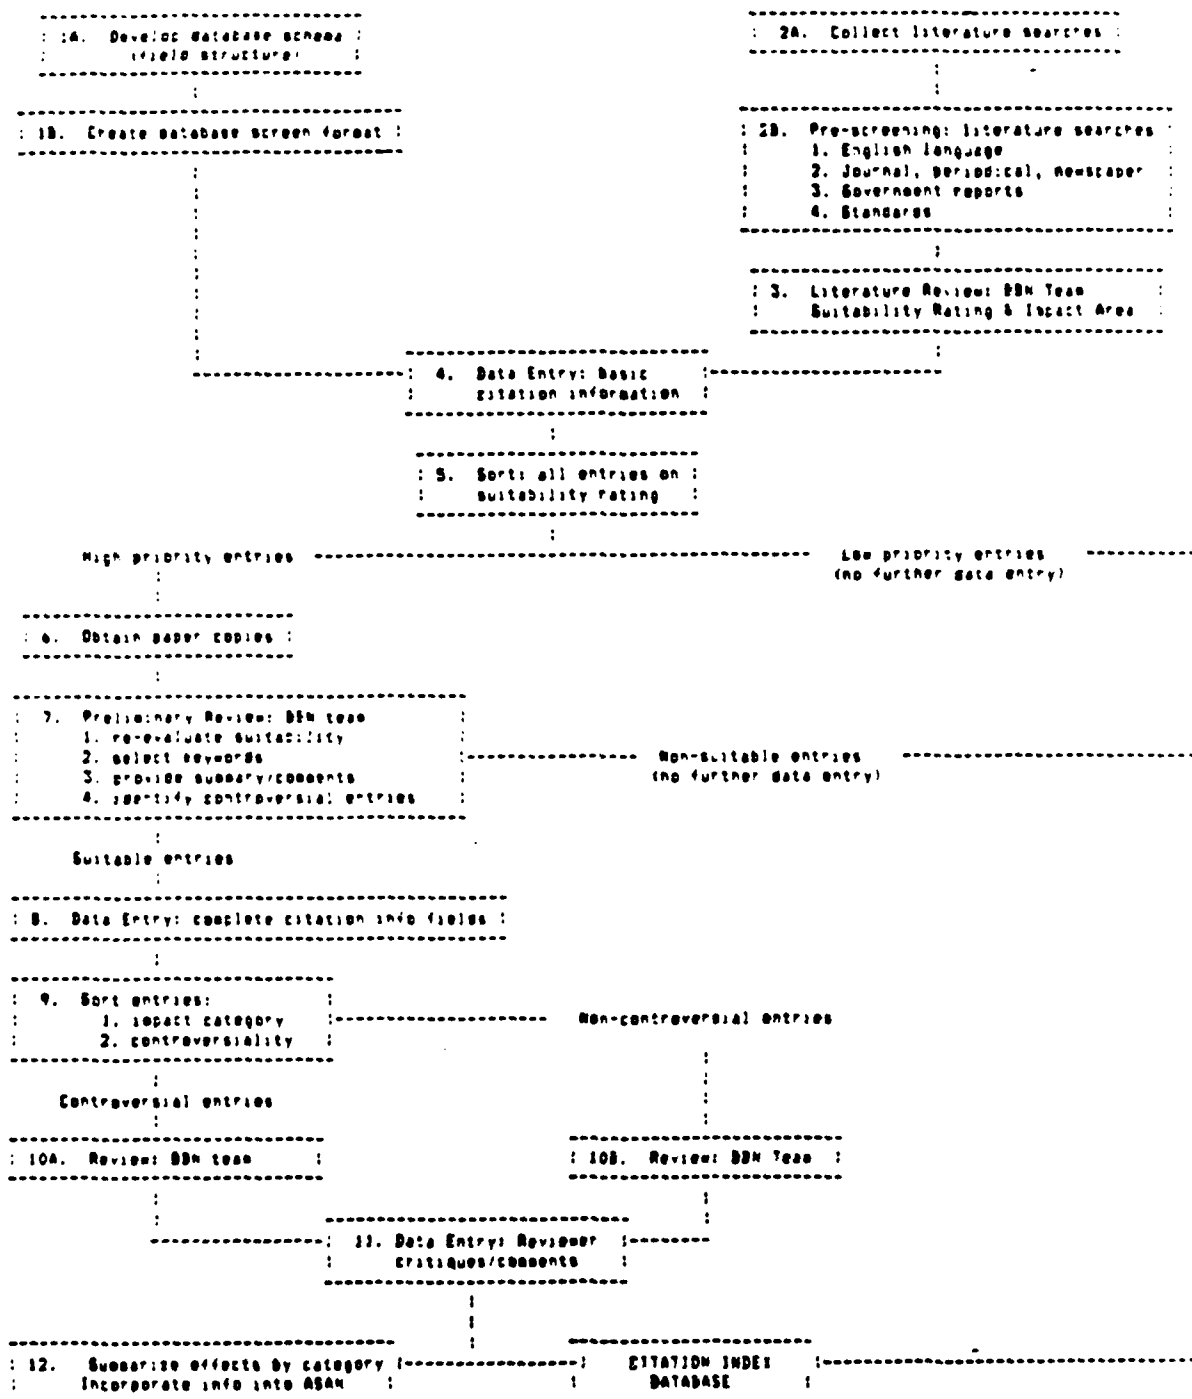 1A. Develop database schema
(field structure)
2A. Collect literature searches
1B. Create database screen format
2B. Pre-screening: literature searches
1. English language
2. Journal, periodical, newspaper
3. Government reports
4. Standards
3. Literature Review: BBN Team
Suitability Rating & Impact Area
4. Data Entry: basic
citation information
5. Sort: all entries on
suitability rating
High priority entries
Low priority entries
(no further data entry)
6. Obtain paper copies
7. Preliminary Review: BBN team
1. re-evaluate suitability
2. select keywords
3. provide summary/comments
4. identify controversial entries
Non-suitable entries
(no further data entry)
Suitable entries
8. Data Entry: complete citation info fields
9. Sort entries:
1. impact category
2. controversiality
Non-controversial entries
Controversial entries
10A. Review: BBN team
10B. Review: BBN Team
11. Data Entry: Reviewer
critiques/comments
12. Summarize effects by category
Incorporate info into ASAN
CITATION INDEX
DATABASE